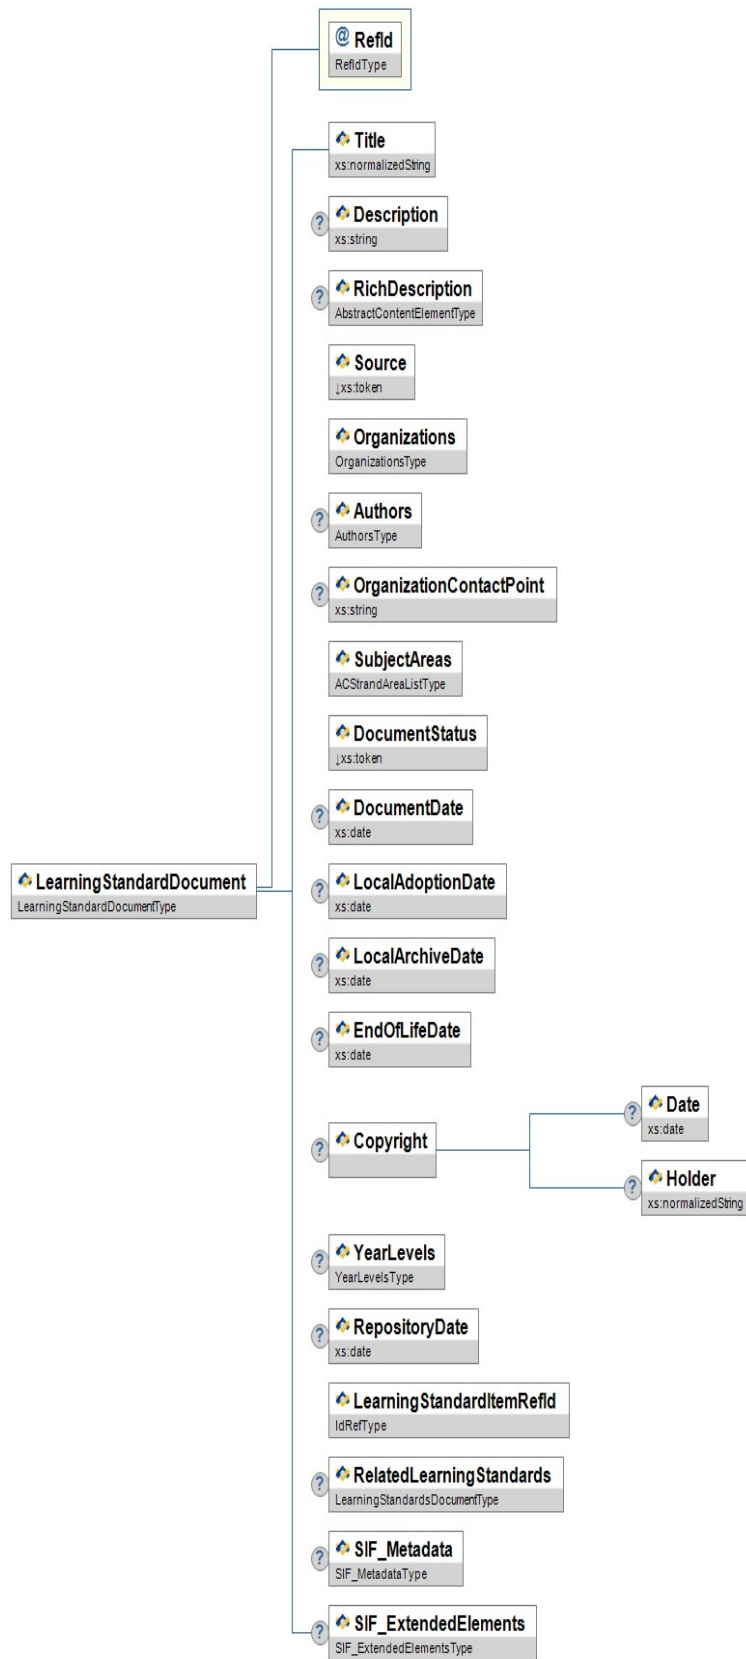 @ RefId
RefIdType
Title
xs:normalizedString
? Description
xs:string
? RichDescription
AbstractContentElementType
Source
↓xs:token
Organizations
OrganizationsType
? Authors
AuthorsType
? OrganizationContactPoint
xs:string
SubjectAreas
ACStrandAreaListType
DocumentStatus
↓xs:token
? DocumentDate
xs:date
LearningStandardDocument
LearningStandardDocumentType
? LocalAdoptionDate
xs:date
? LocalArchiveDate
xs:date
? EndOfLifeDate
xs:date
? Copyright
? Date
xs:date
? Holder
xs:normalizedString
? YearLevels
YearLevelsType
? RepositoryDate
xs:date
LearningStandardItemRefId
IdRefType
? RelatedLearningStandards
LearningStandardsDocumentType
? SIF_Metadata
SIF_MetadataType
? SIF_ExtendedElements
SIF_ExtendedElementsType